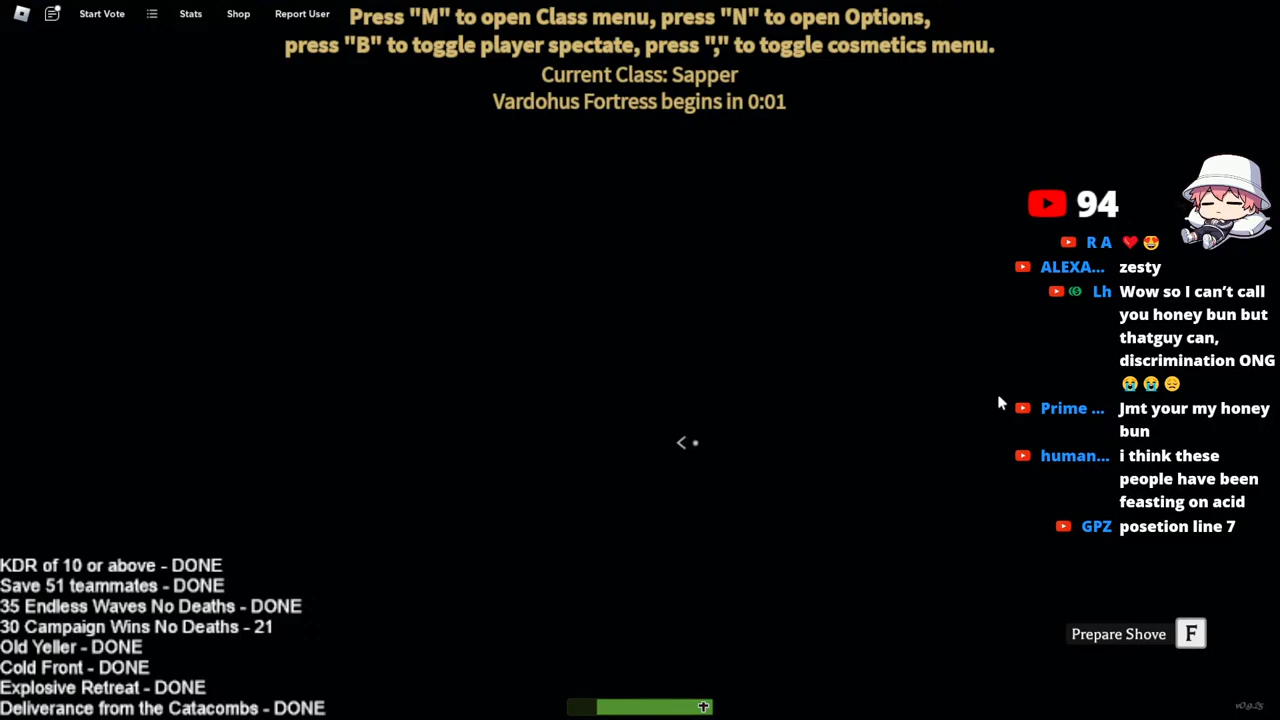 Start Vote
Stats
Shop
Report User
Press "M" to open Class menu, press "N" to open Options,
press "B" to toggle player spectate, press "," to toggle cosmetics menu.
Current Class: Sapper
Vardohus Fortress begins in 0:01
94
R A ❤️ 😍
ALEXA... zesty
Lh Wow so I can’t call
you honey bun but
thatguy can,
discrimination ONG
😭 😭 😞
Prime ... Jmt your my honey
bun
human... i think these
people have been
feasting on acid
GPZ posetion line 7
KDR of 10 or above - DONE
Save 51 teammates - DONE
35 Endless Waves No Deaths - DONE
30 Campaign Wins No Deaths - 21
Old Yeller - DONE
Cold Front - DONE
Explosive Retreat - DONE
Deliverance from the Catacombs - DONE
Prepare Shove F